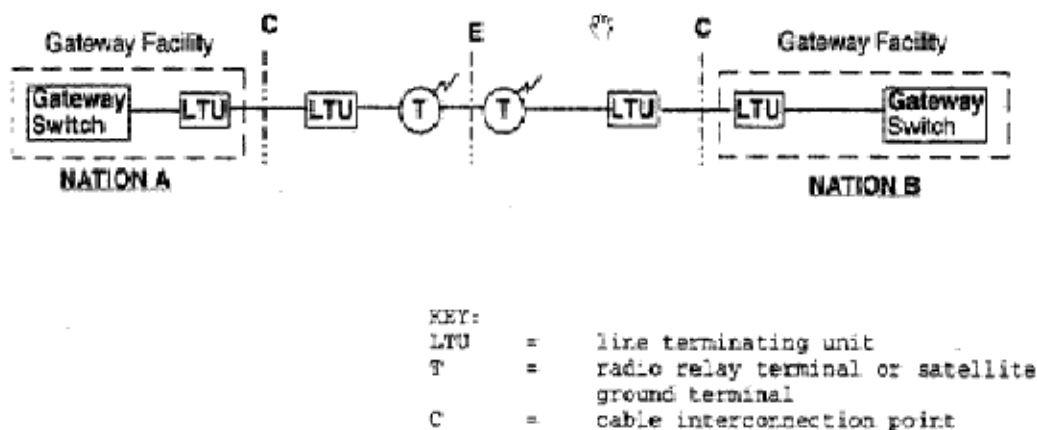 C E C
Gateway Facility Gateway Facility
Gateway Switch LTU LTU T T LTU LTU Gateway Switch
NATION A NATION B
KEY:
LTU = line terminating unit
T = radio relay terminal or satellite
ground terminal
C = cable interconnection point